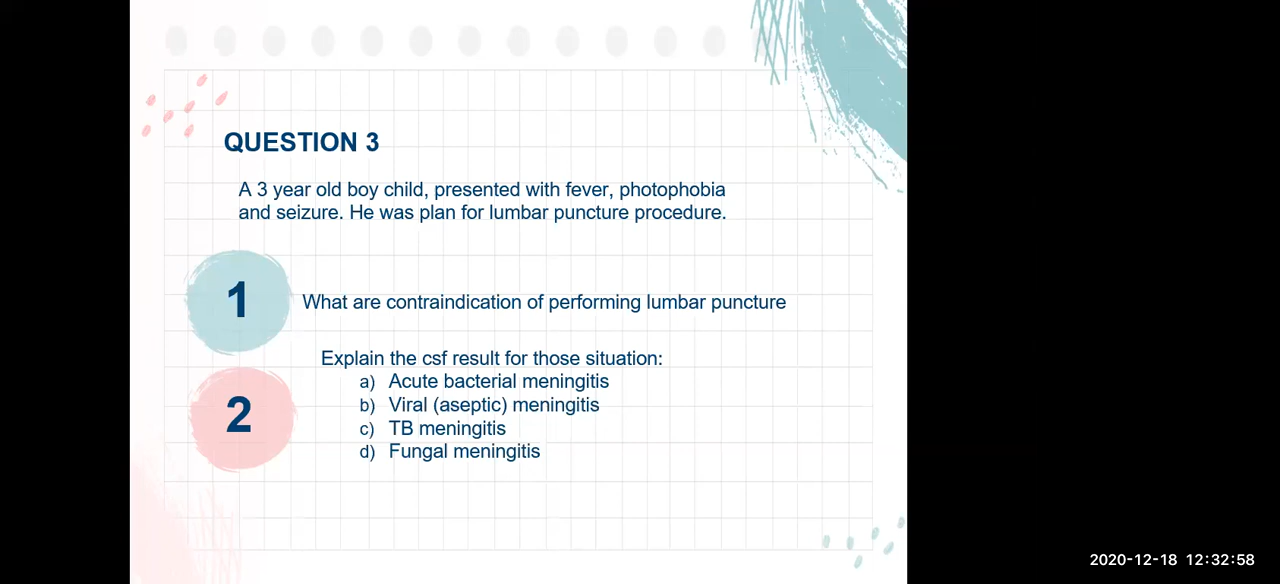 QUESTION 3
A 3 year old boy child, presented with fever, photophobia
and seizure. He was plan for lumbar puncture procedure.
1
What are contraindication of performing lumbar puncture
2
Explain the csf result for those situation:
a) Acute bacterial meningitis
b) Viral (aseptic) meningitis
c) TB meningitis
d) Fungal meningitis
2020-12-18 12:32:58